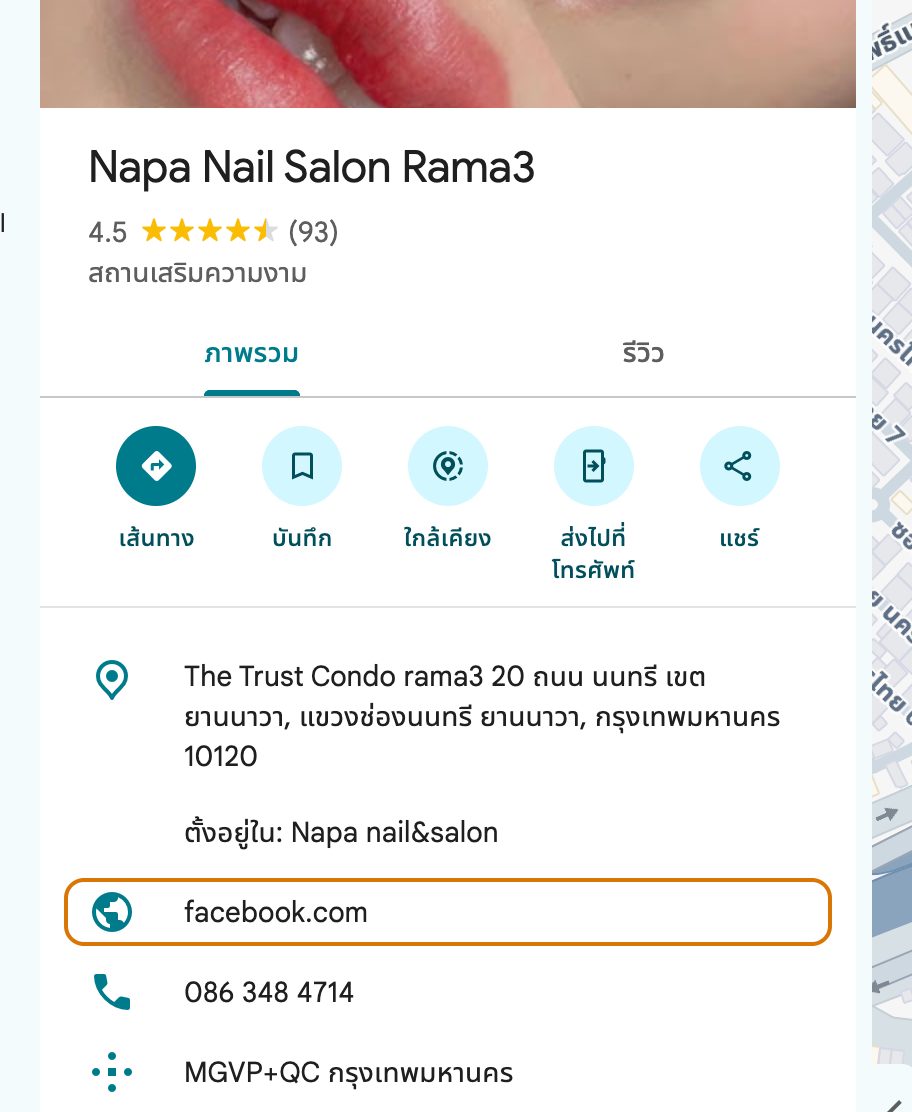 Napa Nail Salon Rama3
4.5 (93)
สถานเสริมความงาม
ภาพรวม
รีวิว
เส้นทาง
บันทึก
ใกล้เคียง
ส่งไปที่
โทรศัพท์
แชร์
The Trust Condo rama3 20 ถนน นนทรี เขต
ยานนาวา, แขวงช่องนนทรี ยานนาวา, กรุงเทพมหานคร
10120
ตั้งอยู่ใน: Napa nail&salon
facebook.com
086 348 4714
MGVP+QC กรุงเทพมหานคร